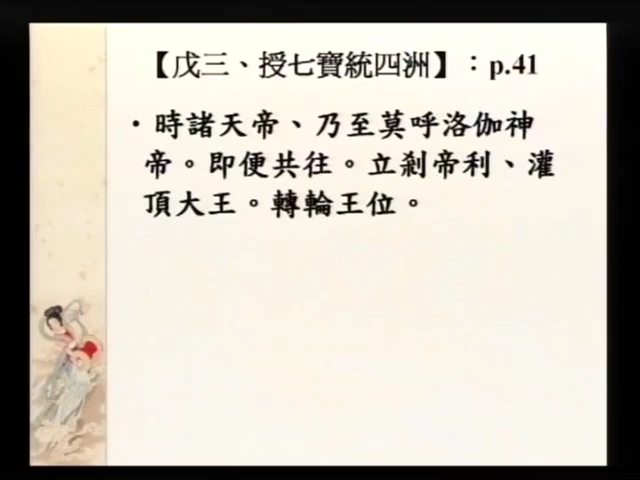 【戊三、授七寶統四洲】：p.41
・時諸天帝、乃至莫呼洛伽神
帝。即便共往。立剎帝利、灌
頂大王。轉輪王位。